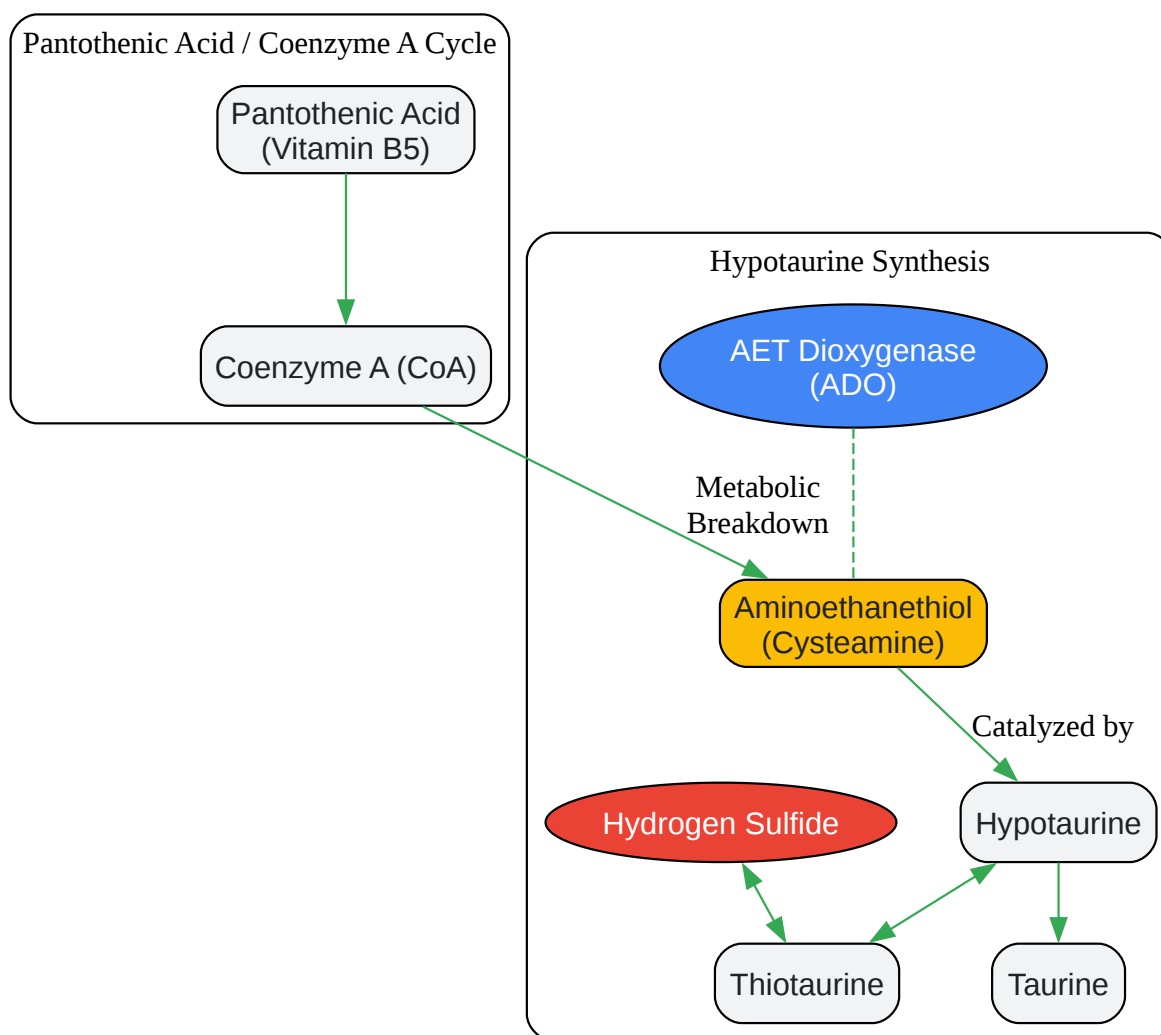 Pantothenic Acid / Coenzyme A Cycle
Pantothenic Acid
(Vitamin B5)
Coenzyme A (CoA)
Hypotaurine Synthesis
AET Dioxygenase
(ADO)
Metabolic
Breakdown
Aminoethanethiol
(Cysteamine)
Catalyzed by
Hydrogen Sulfide
Hypotaurine
Thiotaurine
Taurine